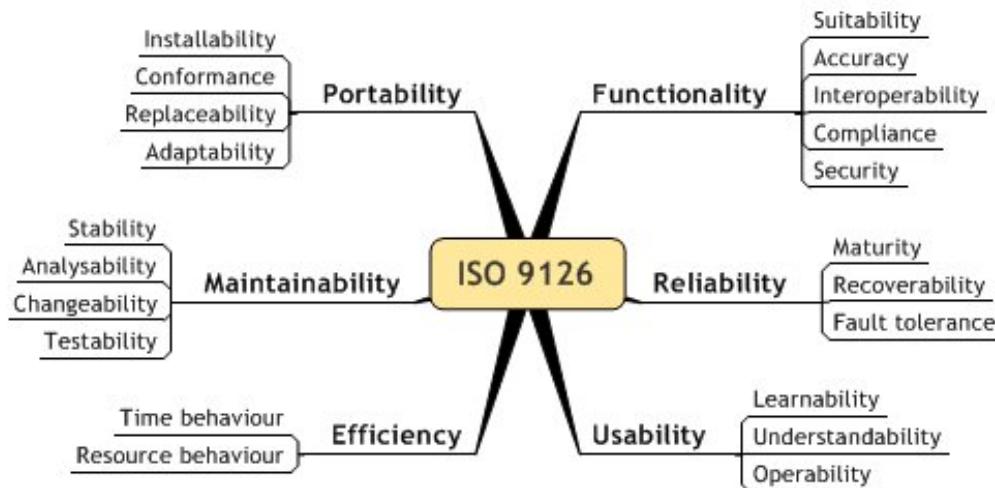 ISO 9126
Portability
Installability
Conformance
Replaceability
Adaptability
Functionality
Suitability
Accuracy
Interoperability
Compliance
Security
Maintainability
Stability
Analysability
Changeability
Testability
Reliability
Maturity
Recoverability
Fault tolerance
Efficiency
Time behaviour
Resource behaviour
Usability
Learnability
Understandability
Operability